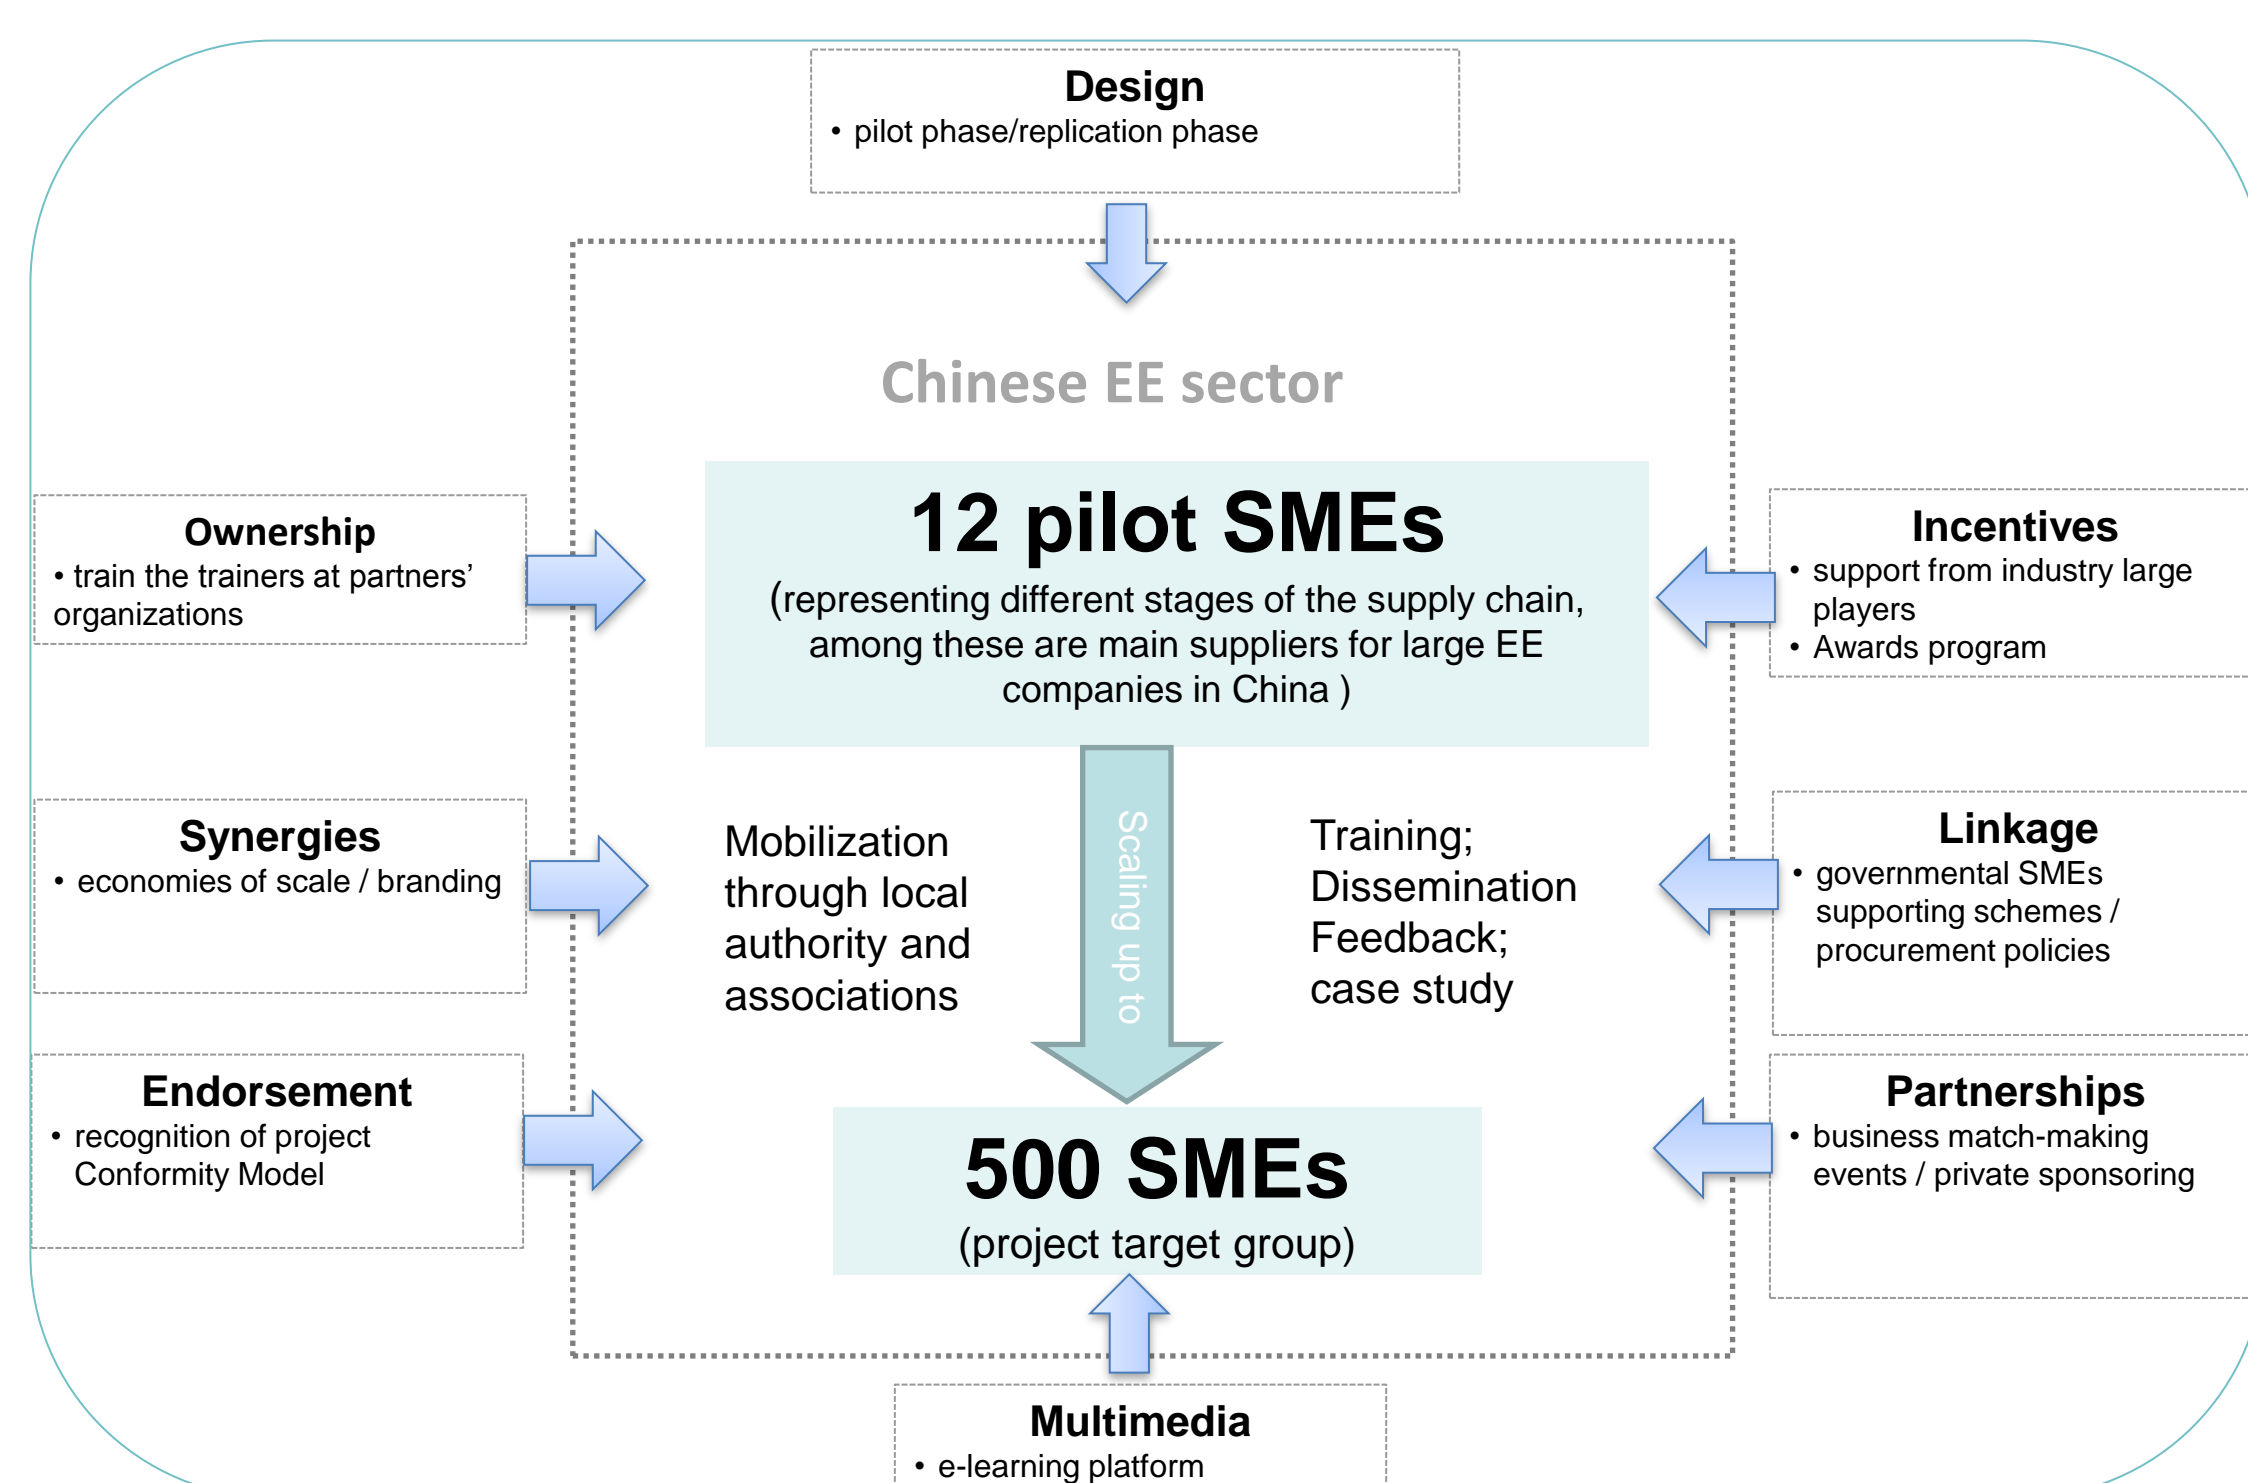 Design
• pilot phase/replication phase
Chinese EE sector
12 pilot SMEs
(representing different stages of the supply chain,
among these are main suppliers for large EE
companies in China )
Ownership
• train the trainers at partners’
organizations
Incentives
• support from industry large
players
• Awards program
Synergies
• economies of scale / branding
Mobilization
through local
authority and
associations
Scaling up to
Training;
Dissemination
Feedback;
case study
Linkage
• governmental SMEs
supporting schemes /
procurement policies
Endorsement
• recognition of project
Conformity Model
500 SMEs
(project target group)
Partnerships
• business match-making
events / private sponsoring
Multimedia
• e-learning platform